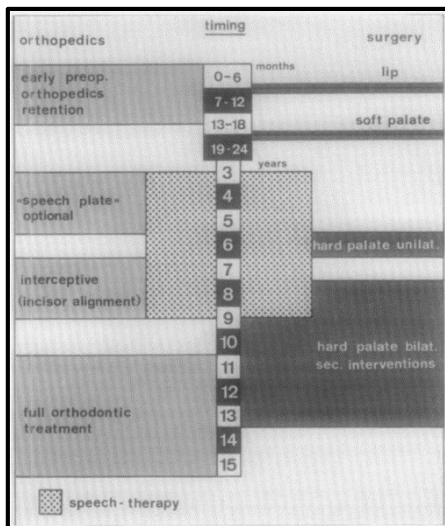 timing
orthopedics
surgery
months
early preop.
orthopedics
retention
0-6
7-12
13-18
19-24
lip
soft palate
years
«speech plate»
optional
3
4
5
6
7
8
9
10
11
12
13
14
15
hard palate unilat.
interceptive
(incisor alignment)
hard palate bilat.
sec. interventions
full orthodontic
treatment
speech-therapy